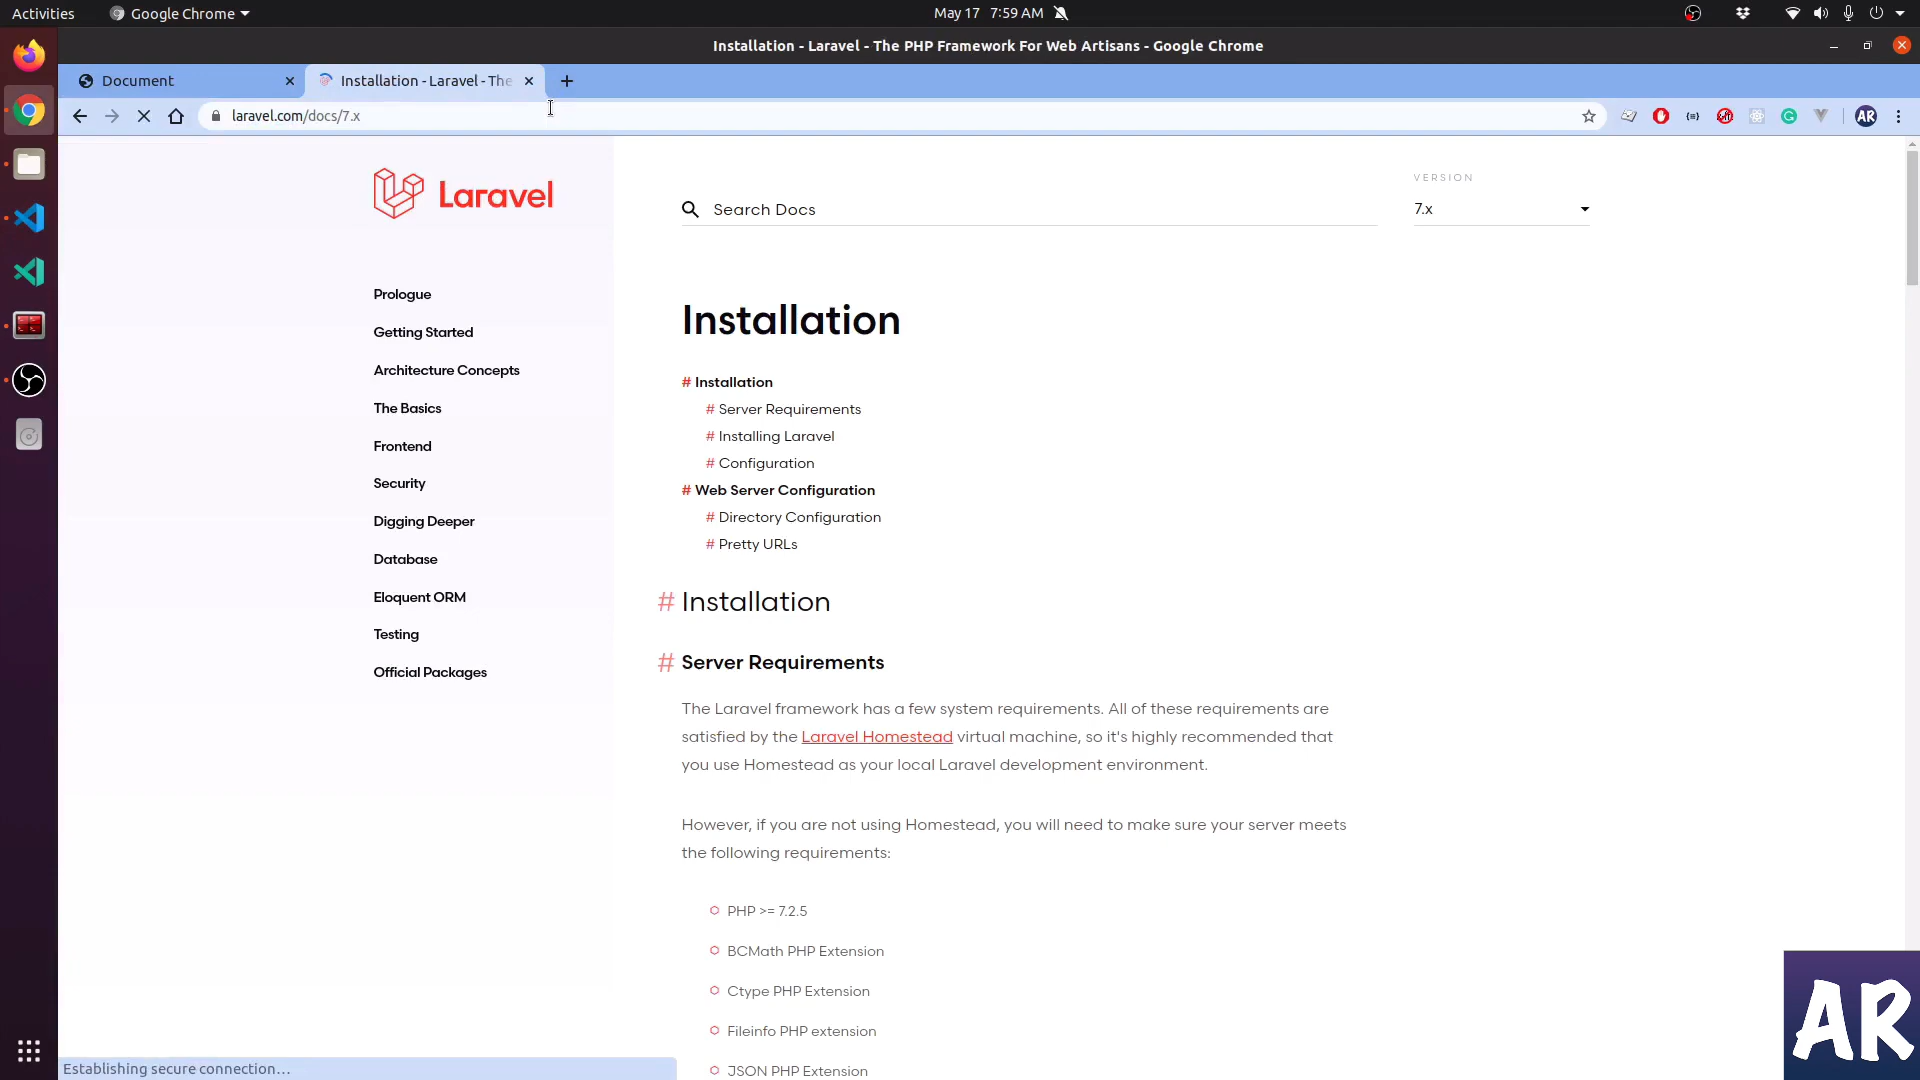 Activities
Google Chrome
May 17 7:59 AM
Installation - Laravel - The PHP Framework For Web Artisans - Google Chrome
Document
Installation - Laravel - The
laravel.com/docs/7.x
AR
Laravel
Search Docs
VERSION
7.x
Prologue
Getting Started
Architecture Concepts
The Basics
Frontend
Security
Digging Deeper
Database
Eloquent ORM
Testing
Official Packages
Installation
# Installation
# Server Requirements
# Installing Laravel
# Configuration
# Web Server Configuration
# Directory Configuration
# Pretty URLs
# Installation
# Server Requirements
The Laravel framework has a few system requirements. All of these requirements are
satisfied by the Laravel Homestead virtual machine, so it's highly recommended that
you use Homestead as your local Laravel development environment.
However, if you are not using Homestead, you will need to make sure your server meets
the following requirements:
PHP >= 7.2.5
BCMath PHP Extension
Ctype PHP Extension
Fileinfo PHP extension
JSON PHP Extension
Establishing secure connection...
AR